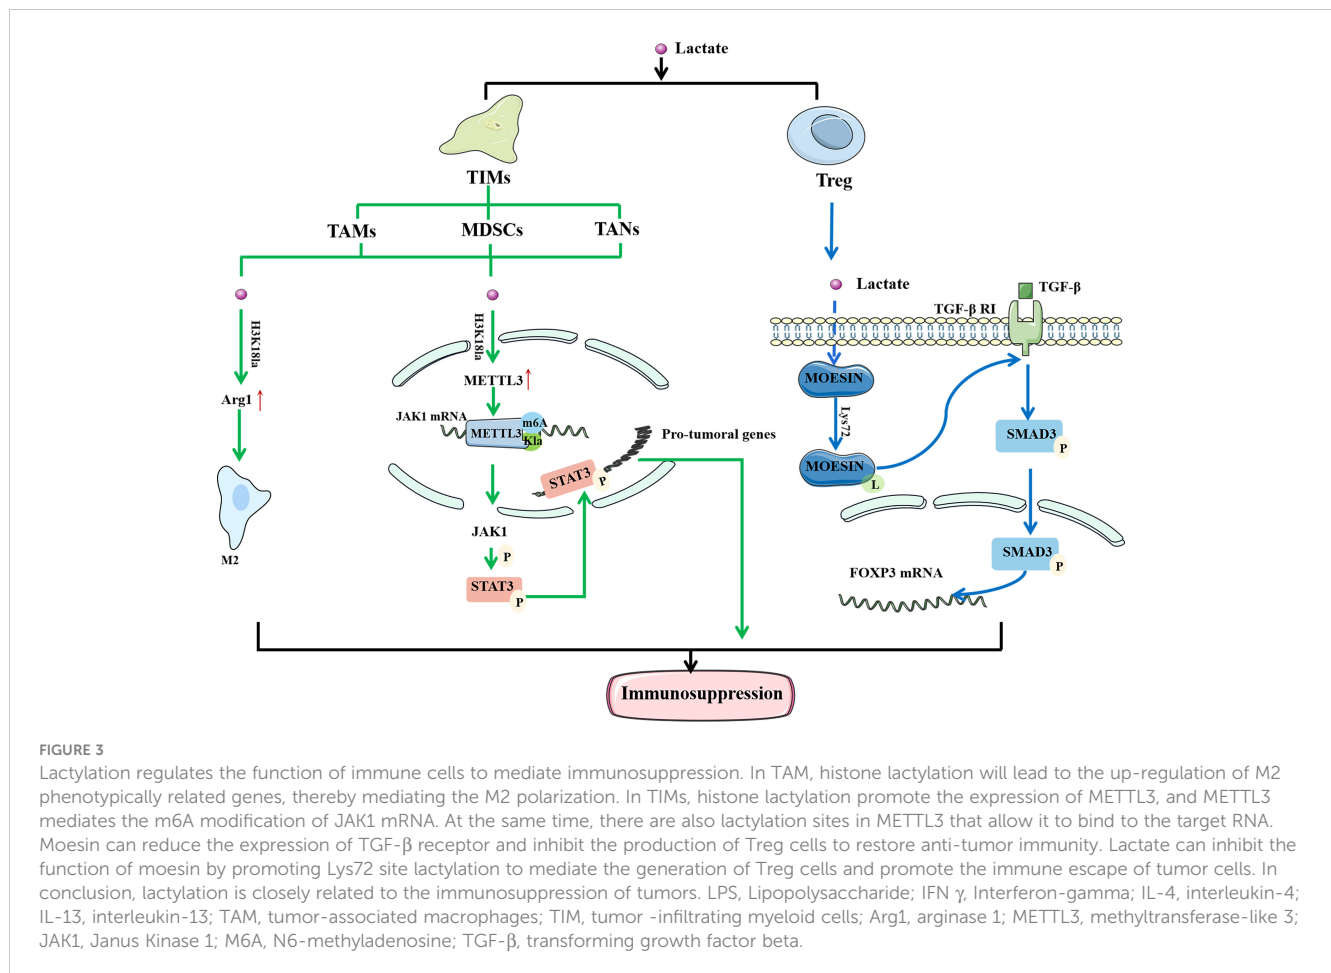 Lactate
TIMs
Treg
TAMs
MDSCs
TANs
Lactate
TGF-β
TGF-β RI
H3K18la
H3K18la
Arg1
METTL3
MOESIN
JAK1 mRNA
METTL3
m6A
Kla
Lys72
Pro-tumoral genes
SMAD3
P
STAT3
P
MOESIN
L
M2
JAK1
P
STAT3
P
SMAD3
P
FOXP3 mRNA
Immunosuppression
FIGURE 3
Lactylation regulates the function of immune cells to mediate immunosuppression. In TAM, histone lactylation will lead to the up-regulation of M2
phenotypically related genes, thereby mediating the M2 polarization. In TIMs, histone lactylation promote the expression of METTL3, and METTL3
mediates the m6A modification of JAK1 mRNA. At the same time, there are also lactylation sites in METTL3 that allow it to bind to the target RNA.
Moesin can reduce the expression of TGF-β receptor and inhibit the production of Treg cells to restore anti-tumor immunity. Lactate can inhibit the
function of moesin by promoting Lys72 site lactylation to mediate the generation of Treg cells and promote the immune escape of tumor cells. In
conclusion, lactylation is closely related to the immunosuppression of tumors. LPS, Lipopolysaccharide; IFN γ, Interferon-gamma; IL-4, interleukin-4;
IL-13, interleukin-13; TAM, tumor-associated macrophages; TIM, tumor -infiltrating myeloid cells; Arg1, arginase 1; METTL3, methyltransferase-like 3;
JAK1, Janus Kinase 1; M6A, N6-methyladenosine; TGF-β, transforming growth factor beta.